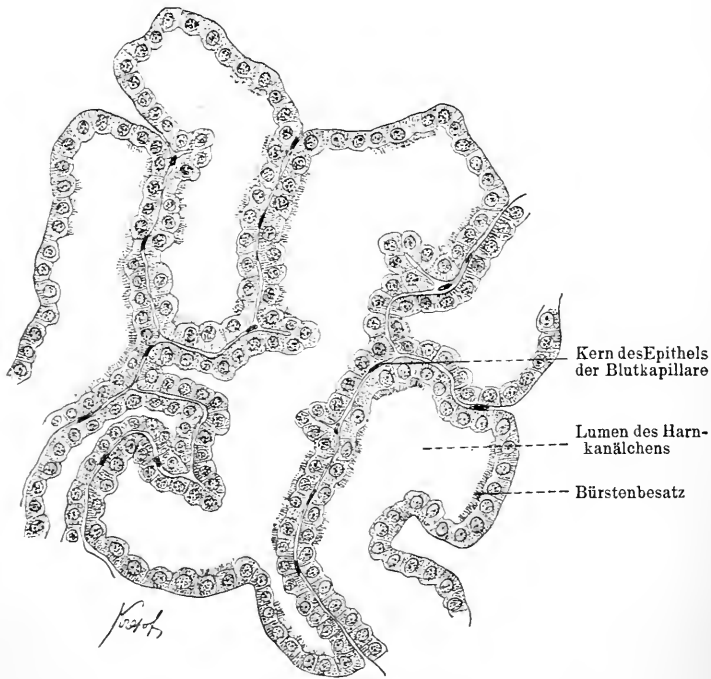 Kern des Epithels
der Blutkapillare
Lumen des Harn-
kanälchens
Bürstenbesatz